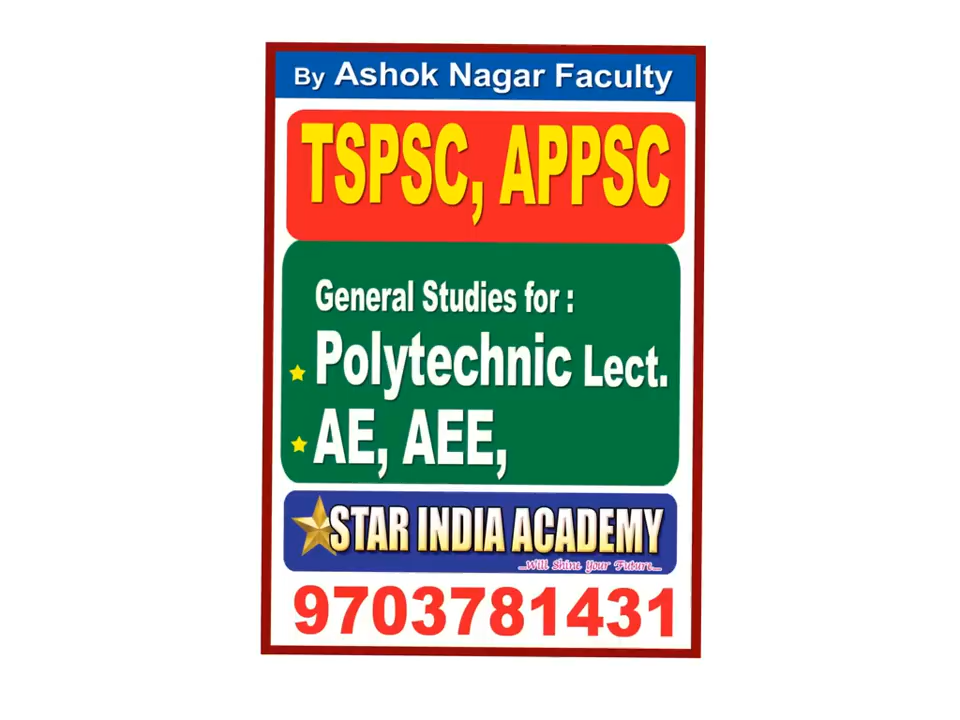 By Ashok Nagar Faculty
TSPSC, APPSC
General Studies for :
Polytechnic Lect.
AE, AEE,
STAR INDIA ACADEMY
...Will Shine Your Future....
9703781431